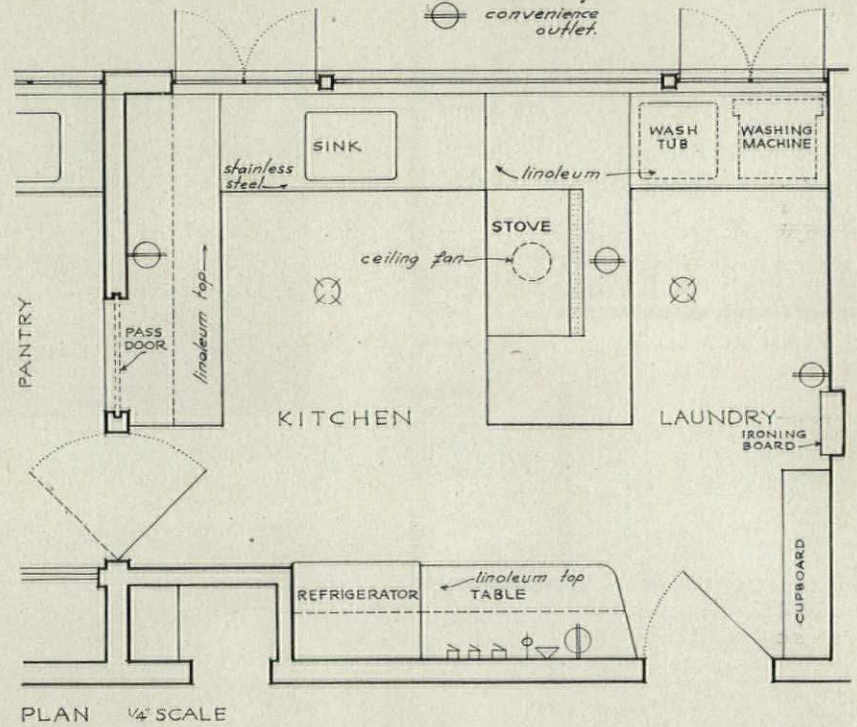 convenience
outlet.
SINK
WASH
TUB
WASHING
MACHINE
stainless
steel
linoleum
STOVE
ceiling fan
linoleum top
PANTRY
PASS
DOOR
KITCHEN
LAUNDRY
IRONING
BOARD
CUPBOARD
REFRIGERATOR
linoleum top
TABLE
PLAN 1/4" SCALE